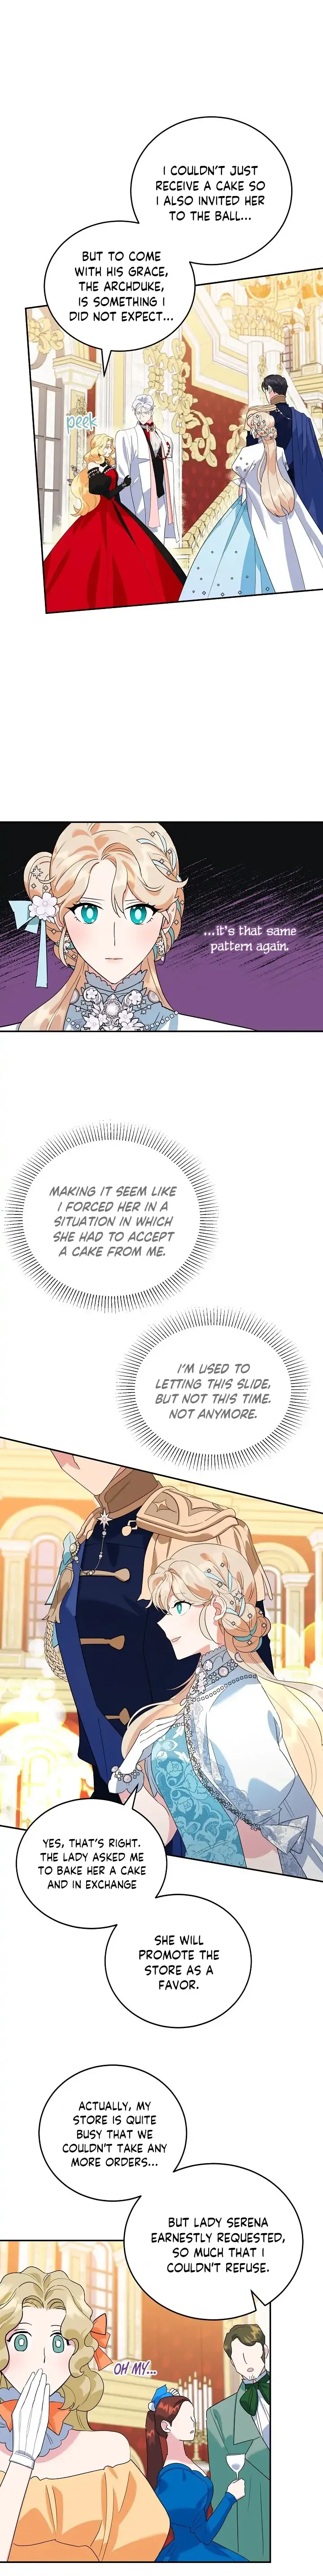 I COULDN'T JUST
RECEIVE A CAKE SO
I ALSO INVITED HER
TO THE BALL...
BUT TO COME
WITH HIS GRACE,
THE ARCHDUKE,
IS SOMETHING I
DID NOT EXPECT...
peek
...it's that same
pattern again.
MAKING IT SEEM LIKE
I FORCED HER IN A
SITUATION IN WHICH
SHE HAD TO ACCEPT
A CAKE FROM ME.
I'M USED TO
LETTING THIS SLIDE,
BUT NOT THIS TIME.
NOT ANYMORE.
YES, THAT'S RIGHT.
THE LADY ASKED ME
TO BAKE HER A CAKE
AND IN EXCHANGE
SHE WILL
PROMOTE THE
STORE AS A
FAVOR.
ACTUALLY, MY
STORE IS QUITE
BUSY THAT WE
COULDN'T TAKE ANY
MORE ORDERS...
BUT LADY SERENA
EARNESTLY REQUESTED,
SO MUCH THAT I
COULDN'T REFUSE.
OH MY...